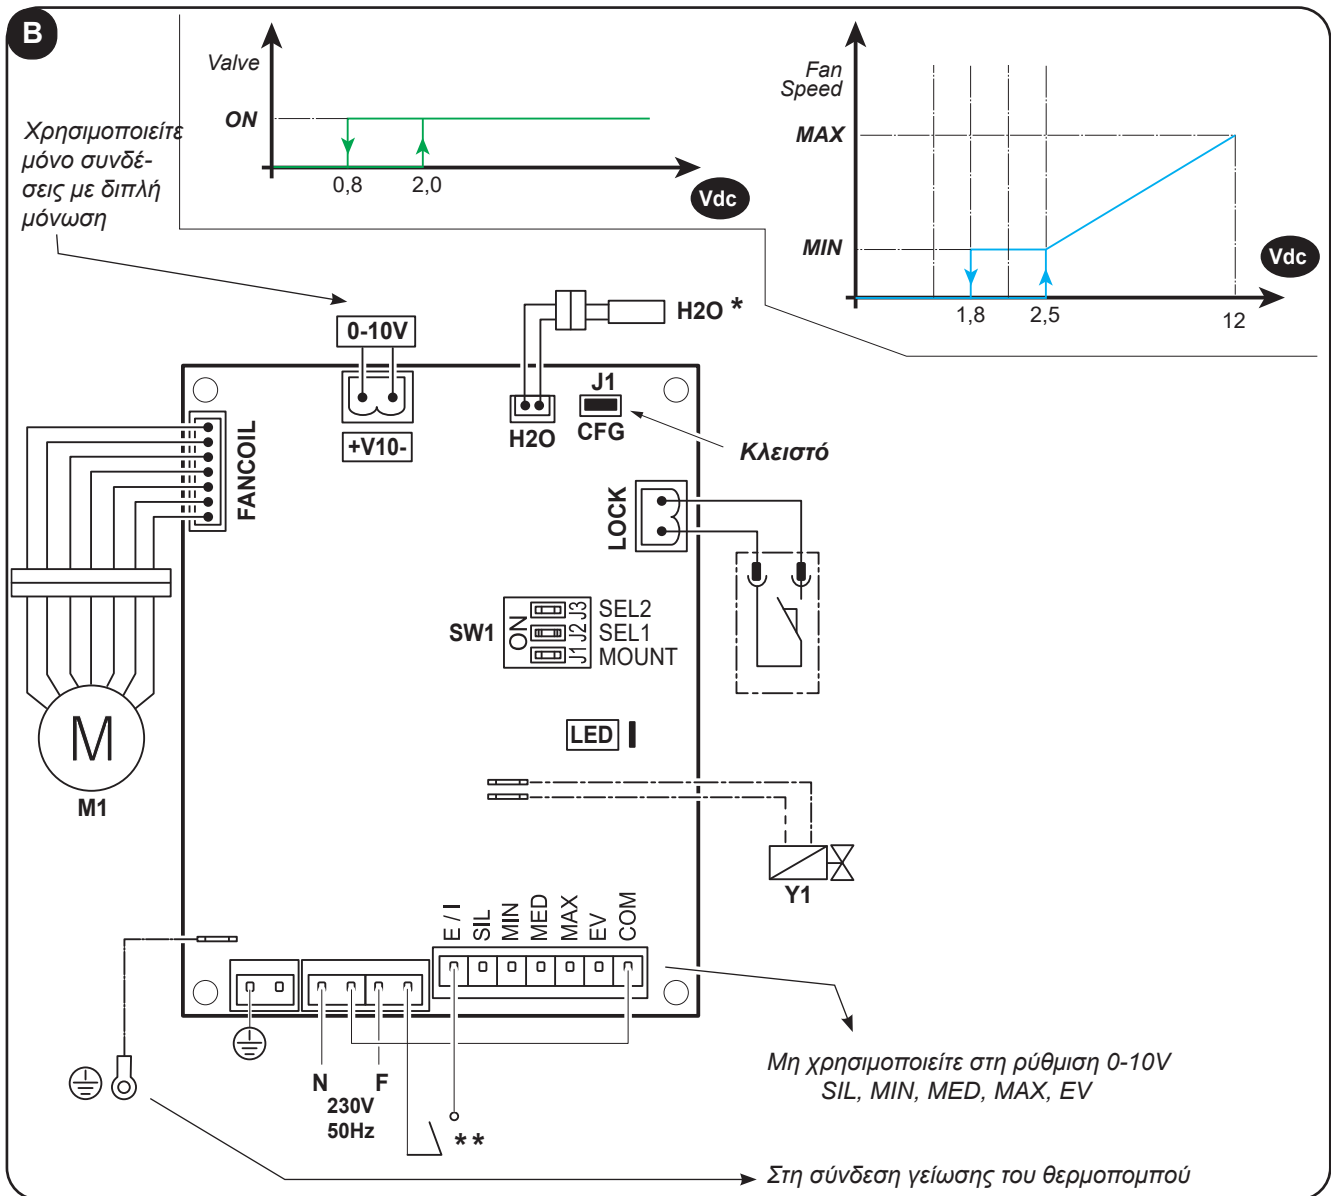 B
Valve
ON
0,8
2,0
Vdc
Fan
Speed
MAX
MIN
1,8
2,5
12
Vdc
Χρησιμοποιείτε
μόνο συνδέ-
σεις με διπλή
μόνωση
0-10V
+V10-
H2O *
H2O
J1
CFG
Κλειστό
FANCOIL
LOCK
SW1
ON
J3 SEL2
J2 SEL1
J1 MOUNT
LED
M
M1
Y1
E / I
SIL
MIN
MED
MAX
EV
COM
N F
230V
50Hz
**
Μη χρησιμοποιείτε στη ρύθμιση 0-10V
SIL, MIN, MED, MAX, EV
Στη σύνδεση γείωσης του θερμοπομπού